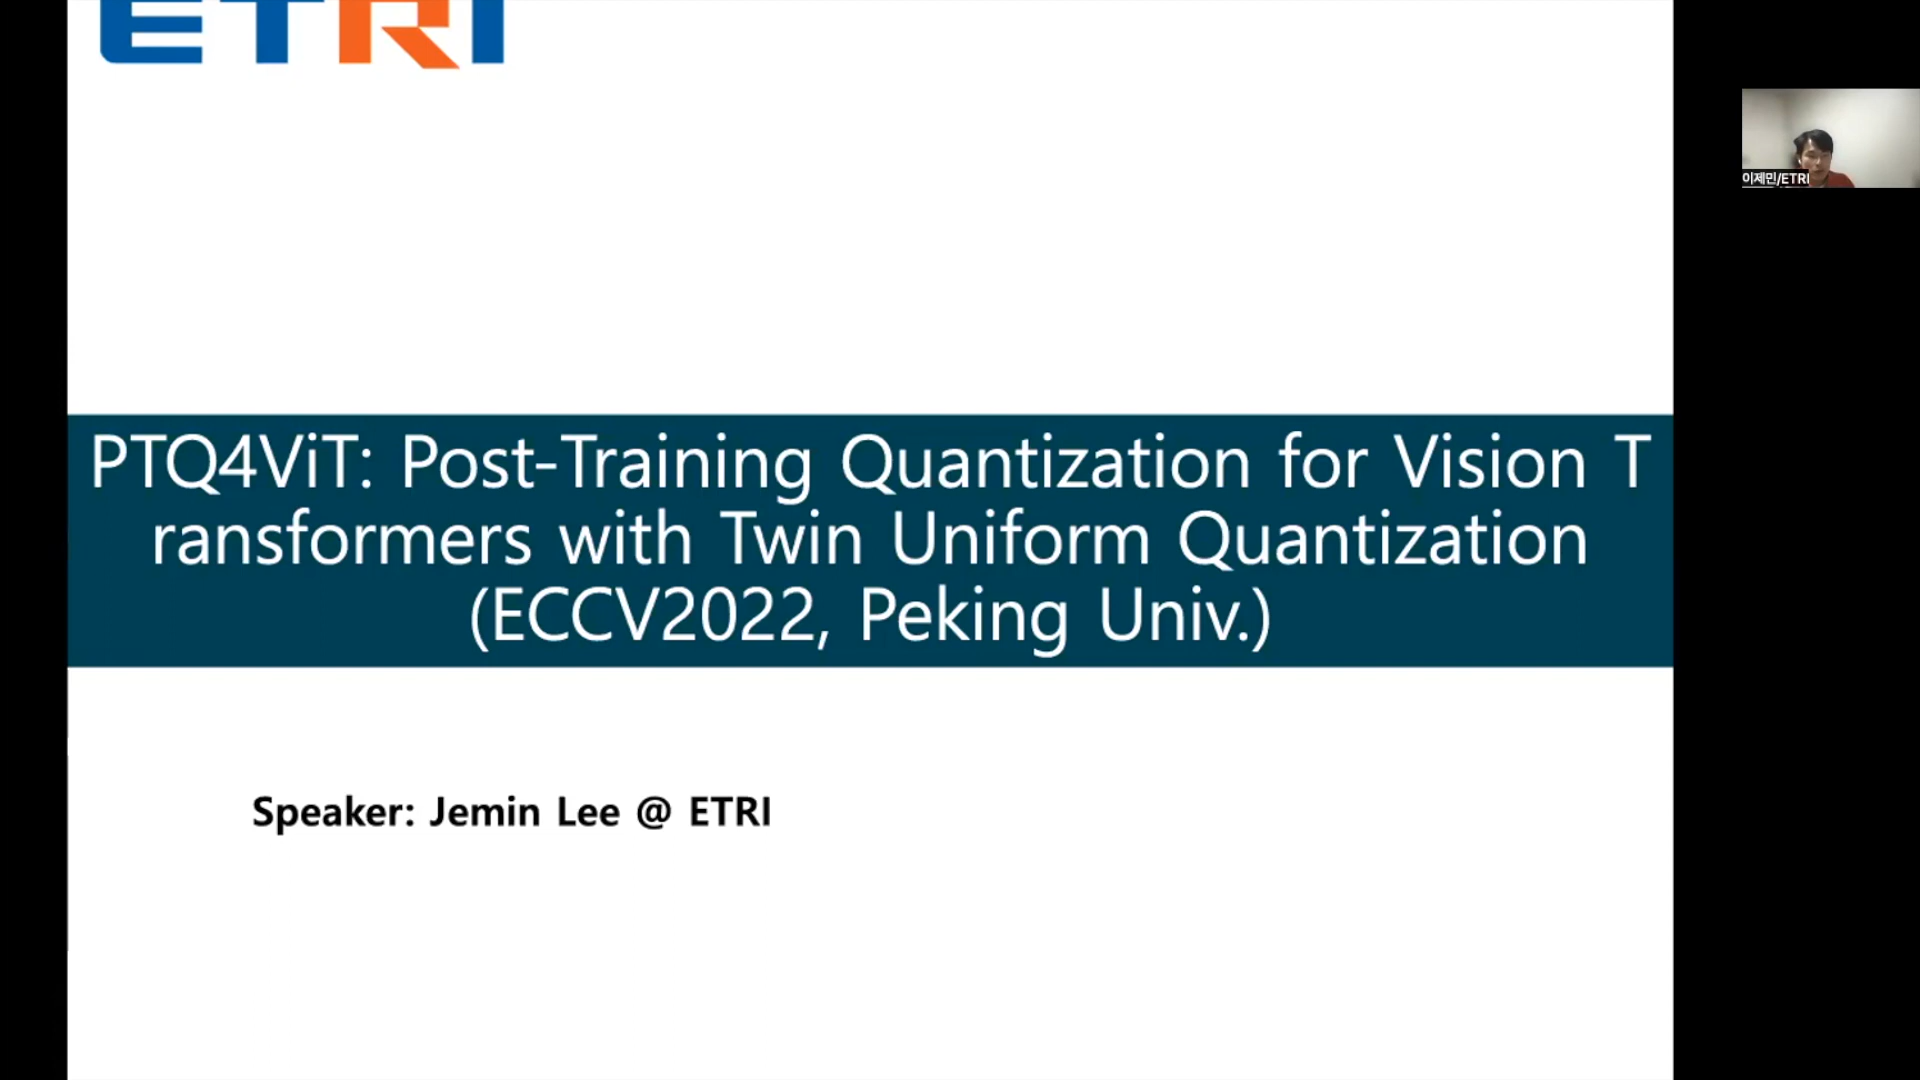 ETRI
이제민/ETRI
PTQ4ViT: Post-Training Quantization for Vision T
ransformers with Twin Uniform Quantization
(ECCV2022, Peking Univ.)
Speaker: Jemin Lee @ ETRI